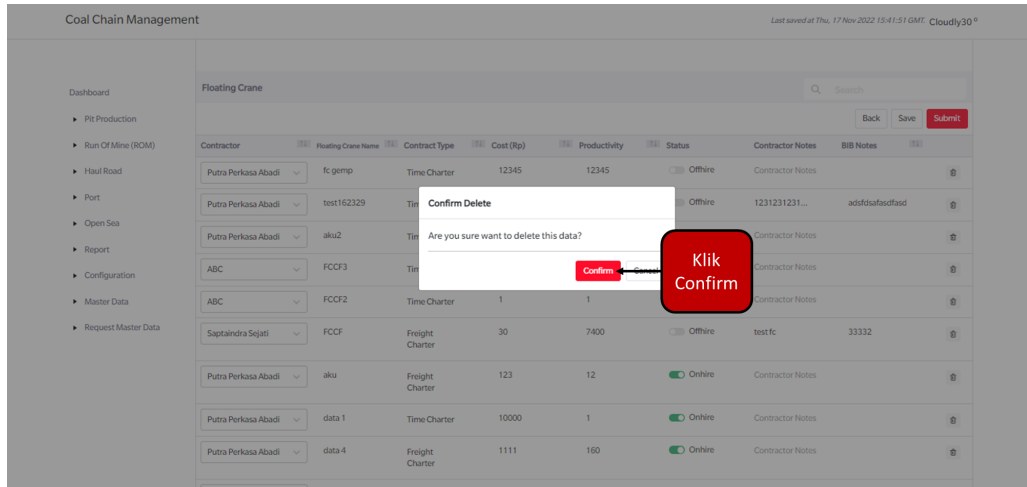 Coal Chain Management
Last saved at Thu, 17 Nov 2022 15:41:51 GMT. Cloudly30
Dashboard
Pit Production
Run Of Mine (ROM)
Haul Road
Port
Open Sea
Report
Configuration
Master Data
Request Master Data
Floating Crane
Search
Back Save Submit
Contractor Floating Crane Name Contract Type Cost (Rp) Productivity Status Contractor Notes BIB Notes
Putra Perkasa Abadi fc gemp Time Charter 12345 12345 Offhire Contractor Notes
Putra Perkasa Abadi test162329 Offhire 1231231231... adsfdsafasdfasd
Putra Perkasa Abadi aku2 Contractor Notes
ABC FCCF3 Contractor Notes
ABC FCCF2 Time Charter 1 1 Contractor Notes
Saptaindra Sejati FCCF Freight Charter 30 7400 Offhire test fc 33332
Putra Perkasa Abadi aku Freight Charter 123 12 Onhire Contractor Notes
Putra Perkasa Abadi data 1 Time Charter 10000 1 Onhire Contractor Notes
Putra Perkasa Abadi data 4 Freight Charter 1111 160 Onhire Contractor Notes
Confirm Delete
Are you sure want to delete this data?
Confirm Cancel
Klik
Confirm